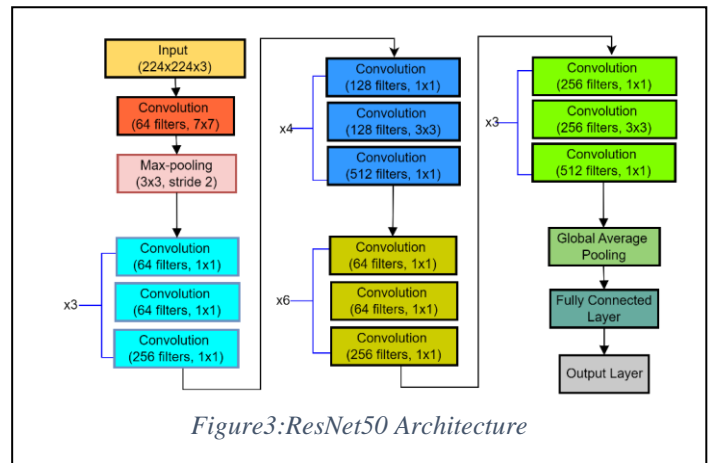 Input
(224x224x3)
Convolution
(64 filters, 7x7)
Max-pooling
(3x3, stride 2)
x3
Convolution
(64 filters, 1x1)
Convolution
(64 filters, 1x1)
Convolution
(256 filters, 1x1)
x4
Convolution
(128 filters, 1x1)
Convolution
(128 filters, 3x3)
Convolution
(512 filters, 1x1)
x6
Convolution
(64 filters, 1x1)
Convolution
(64 filters, 1x1)
Convolution
(256 filters, 1x1)
x3
Convolution
(256 filters, 1x1)
Convolution
(256 filters, 3x3)
Convolution
(512 filters, 1x1)
Global Average
Pooling
Fully Connected
Layer
Output Layer
Figure3:ResNet50 Architecture